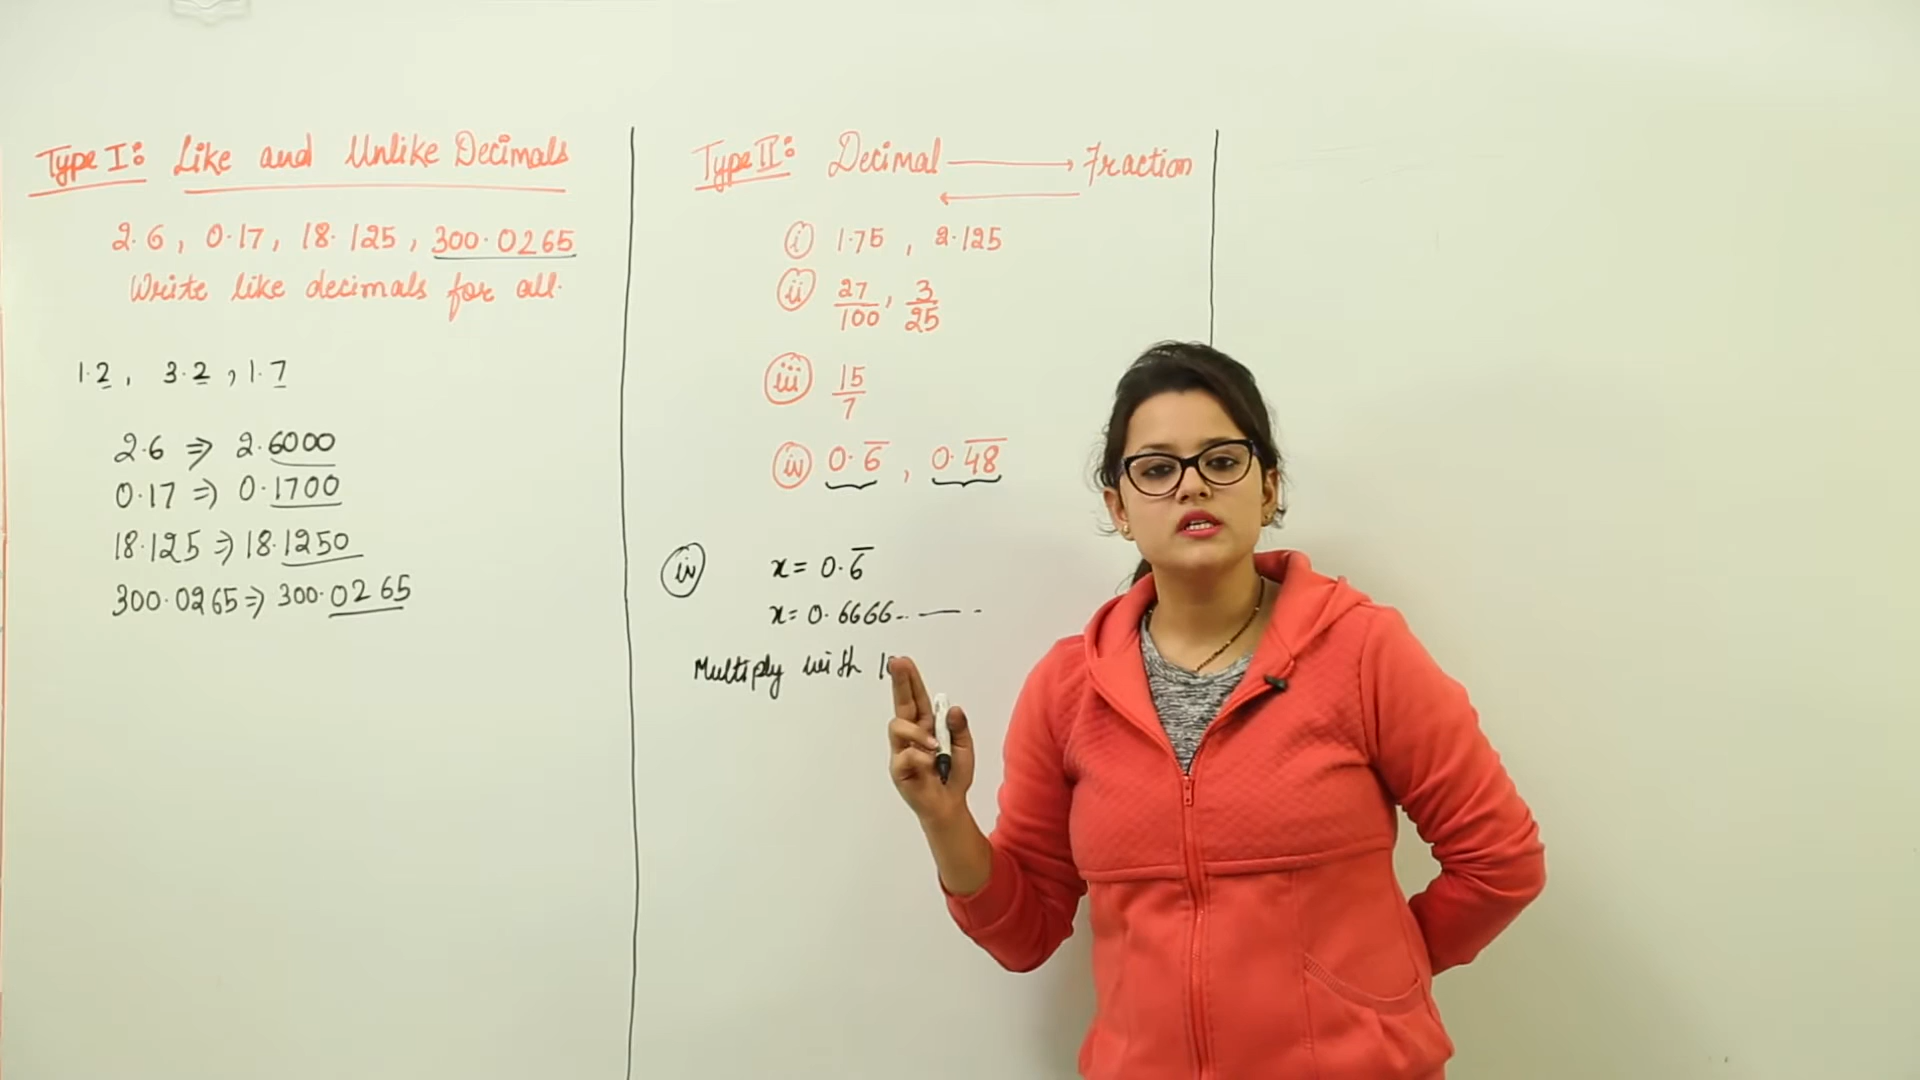 Type I: Like and Unlike Decimals
2.6, 0.17, 18.125, 300.0265
Write like decimals for all.
1.2, 3.2, 1.7
2.6 ⇒ 2.6000
0.17 ⇒ 0.1700
18.125 ⇒ 18.1250
300.0265 ⇒ 300.0265
Type II: Decimal → Fraction
←
(i) 1.75, 2.125
(ii) 27/100, 3/25
(iii) 15/7
(iv) 0.6̅, 0.4̅8̅
(iv) x = 0.6̅
x = 0.6666.. — - .
Multiply with